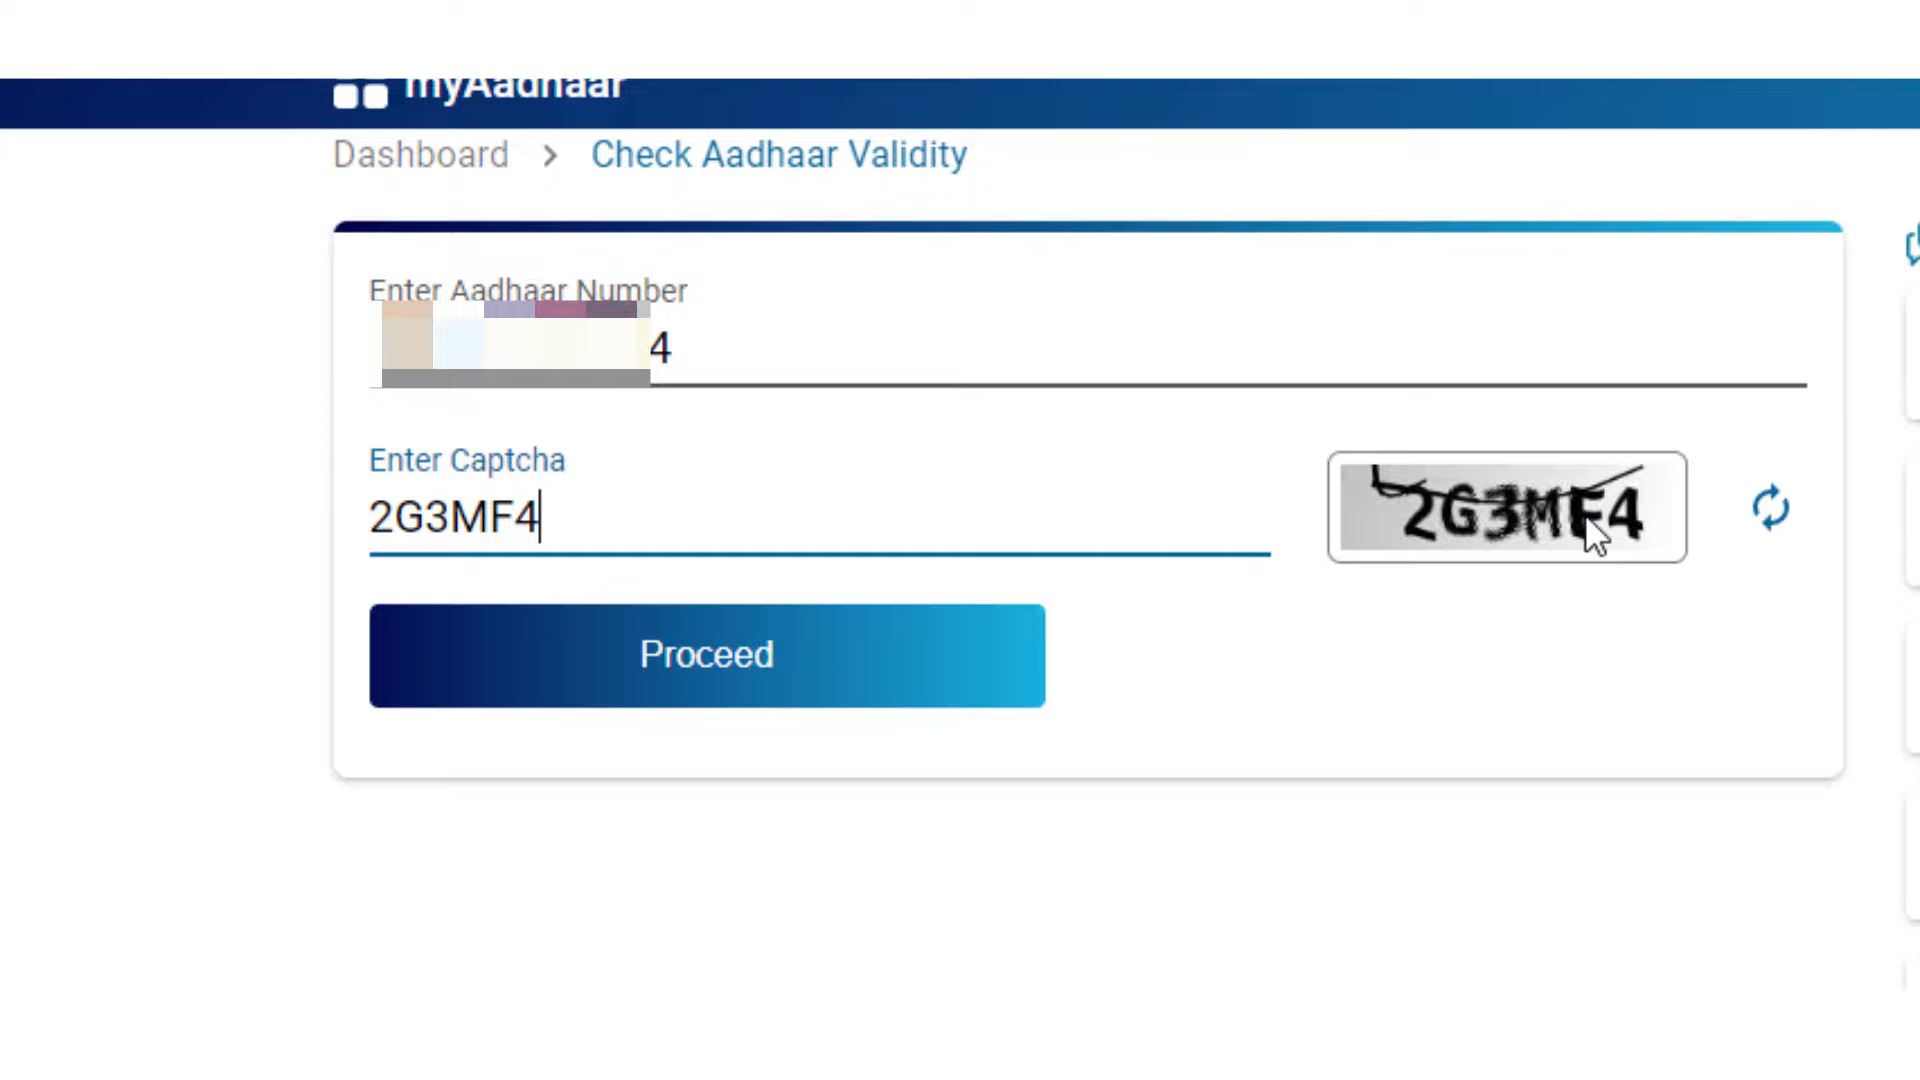 myAadhaar
Dashboard > Check Aadhaar Validity
Enter Aadhaar Number
4
Enter Captcha
2G3MF4
2G3MF4
Proceed